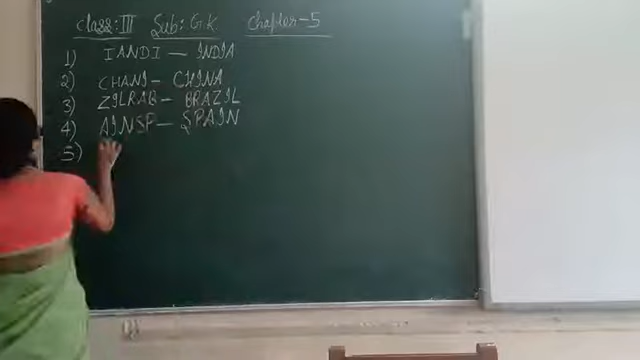 Class: III Sub: G.K Chapter-5
1) IANDI — INDIA
2) CHANI — CHINA
3) ZILRAB — BRAZIL
4) AINSP — SPAIN
5)